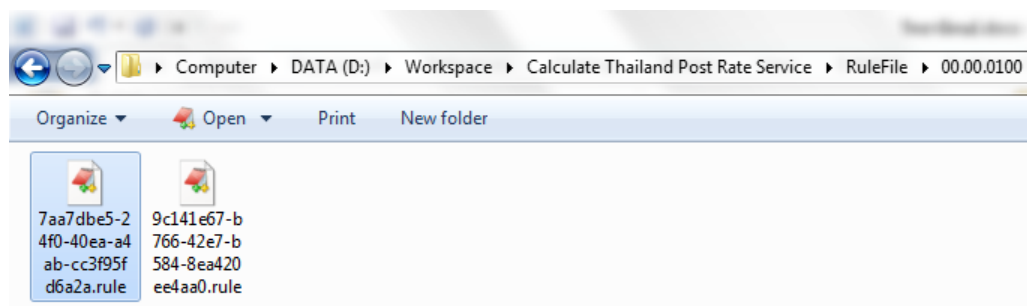 Computer DATA (D:) Workspace Calculate Thailand Post Rate Service RuleFile 00.00.0100
Organize Open Print New folder
7aa7dbe5-2
4f0-40ea-a4
ab-cc3f95f
d6a2a.rule
9c141e67-b
766-42e7-b
584-8ea420
ee4aa0.rule